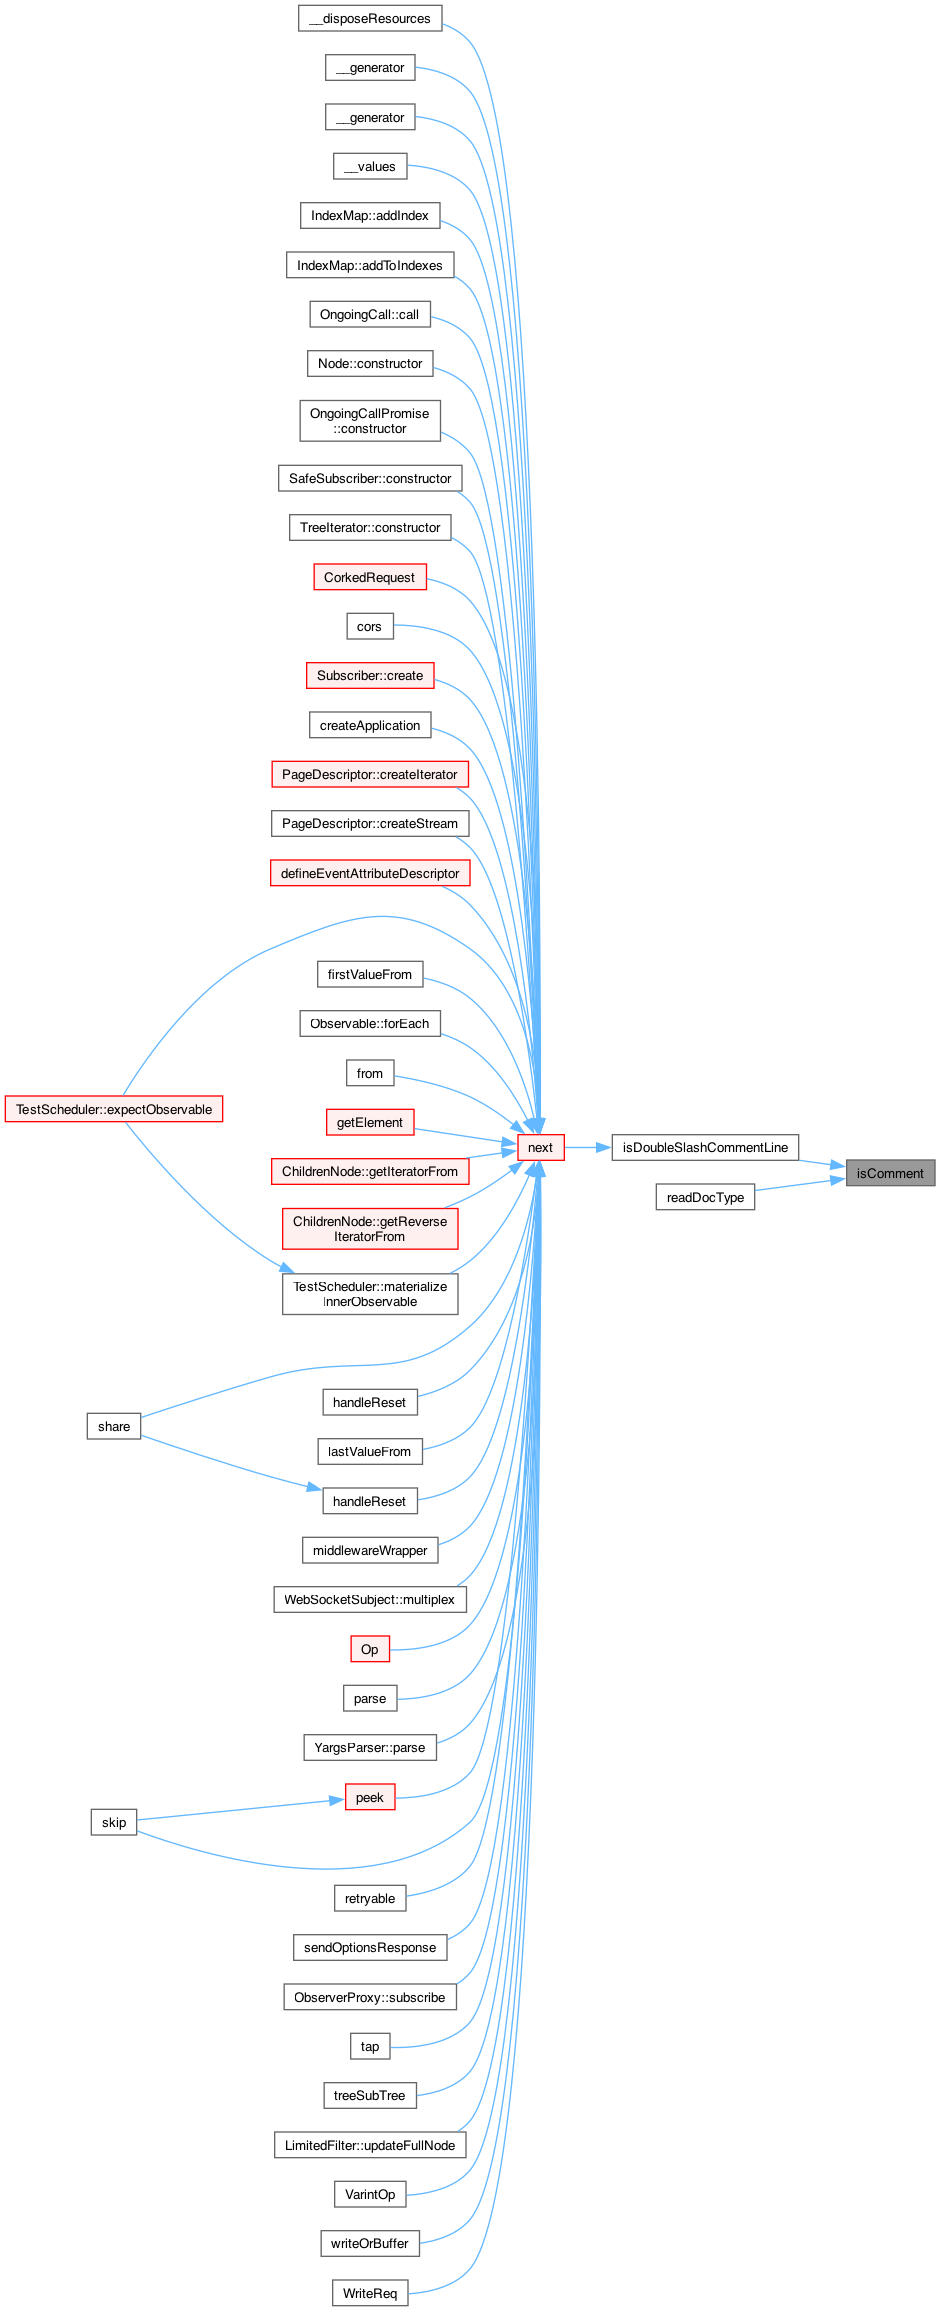 __disposeResources
__generator
__generator
__values
IndexMap::addIndex
IndexMap::addToIndexes
OngoingCall::call
Node::constructor
OngoingCallPromise
::constructor
SafeSubscriber::constructor
TreeIterator::constructor
CorkedRequest
cors
Subscriber::create
createApplication
PageDescriptor::createIterator
PageDescriptor::createStream
defineEventAttributeDescriptor
firstValueFrom
Observable::forEach
from
TestScheduler::expectObservable
getElement
next
isDoubleSlashCommentLine
isComment
ChildrenNode::getIteratorFrom
readDocType
ChildrenNode::getReverse
IteratorFrom
TestScheduler::materialize
InnerObservable
handleReset
share
lastValueFrom
handleReset
middlewareWrapper
WebSocketSubject::multiplex
Op
parse
YargsParser::parse
peek
skip
retryable
sendOptionsResponse
ObserverProxy::subscribe
tap
treeSubTree
LimitedFilter::updateFullNode
VarintOp
writeOrBuffer
WriteReq